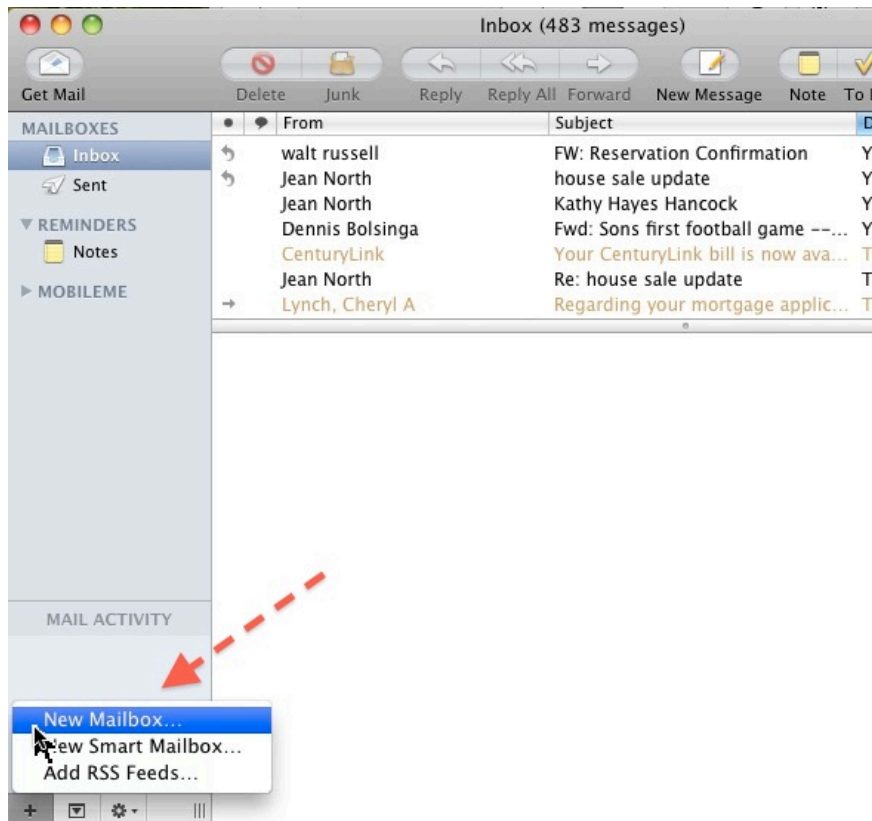 Inbox (483 messages)
Get Mail Delete Junk Reply Reply All Forward New Message Note To
MAILBOXES
Inbox
Sent
REMINDERS
Notes
MOBILEME
From Subject
walt russell FW: Reservation Confirmation Y
Jean North house sale update Y
Jean North Kathy Hayes Hancock Y
Dennis Bolsinga Fwd: Sons first football game --... Y
CenturyLink Your CenturyLink bill is now ava... T
Jean North Re: house sale update T
Lynch, Cheryl A Regarding your mortgage applic... T
MAIL ACTIVITY
New Mailbox...
New Smart Mailbox...
Add RSS Feeds...